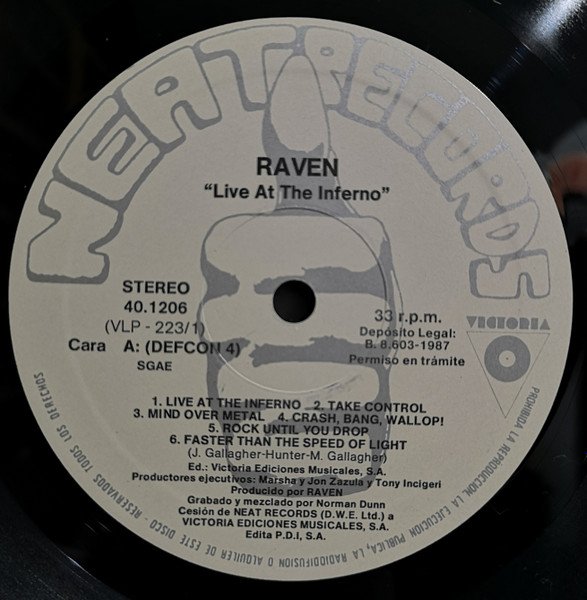 NEAT RECORDS
RAVEN
“Live At The Inferno”
STEREO
40.1206
(VLP - 223/1)
Cara A: (DEFCON 4)
SGAE
33 r.p.m.
Depósito Legal:
B. 8.603-1987
Permiso en trámite
VICTORIA
1. LIVE AT THE INFERNO 2. TAKE CONTROL
3. MIND OVER METAL 4. CRASH, BANG, WALLOP!
5. ROCK UNTIL YOU DROP
6. FASTER THAN THE SPEED OF LIGHT
(J. Gallagher-Hunter-M. Gallagher)
Ed.: Victoria Ediciones Musicales, S.A.
Productores ejecutivos: Marsha y Jon Zazula y Tony Incigeri
Producido por RAVEN
Grabado y mezclado por Norman Dunn
Cesión de NEAT RECORDS (D.W.E. Ltd.) a
VICTORIA EDICIONES MUSICALES, S.A.
Edita P.D.I, S.A.
PROHIBIDA LA REPRODUCCION, LA EJECUCION PUBLICA, LA RADIODIFUSION O ALQUILER DE ESTE DISCO. RESERVADOS TODOS LOS DERECHOS